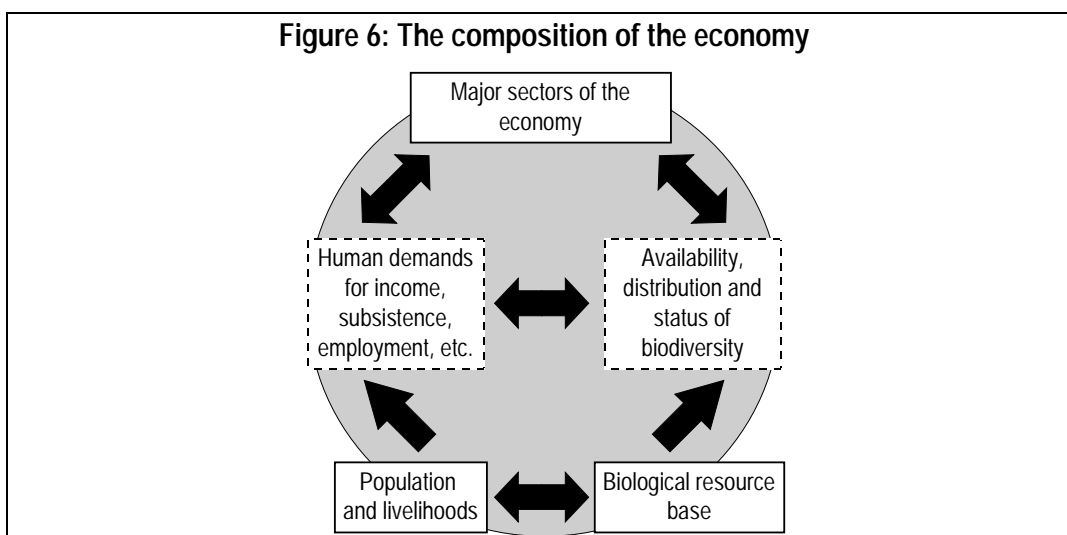 Figure 6: The composition of the economy
Major sectors of the
economy
Human demands
for income,
subsistence,
employment, etc.
Availability,
distribution and
status of
biodiversity
Population
and livelihoods
Biological resource
base